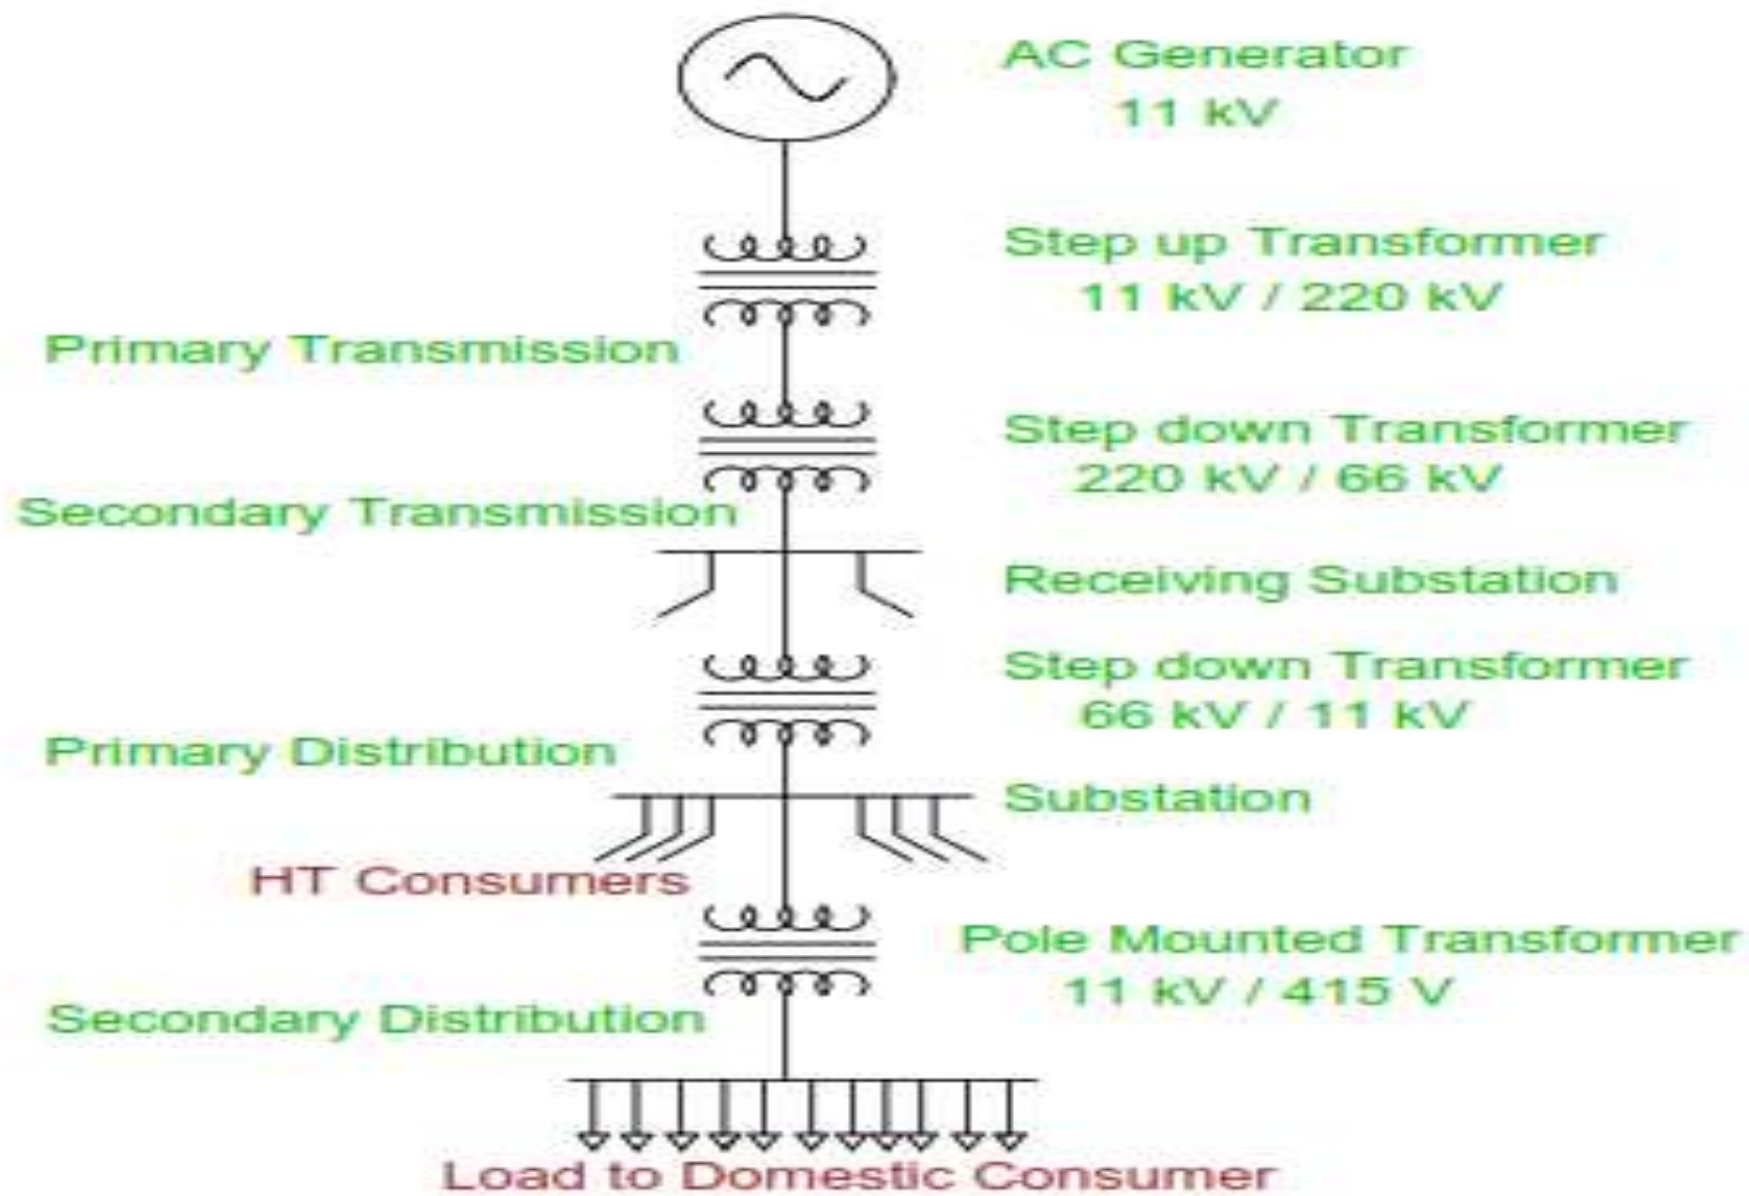 AC Generator
11 kV
Step up Transformer
11 kV / 220 kV
Primary Transmission
Step down Transformer
220 kV / 66 kV
Secondary Transmission
Receiving Substation
Step down Transformer
66 kV / 11 kV
Primary Distribution
Substation
HT Consumers
Pole Mounted Transformer
11 kV / 415 V
Secondary Distribution
Load to Domestic Consumer